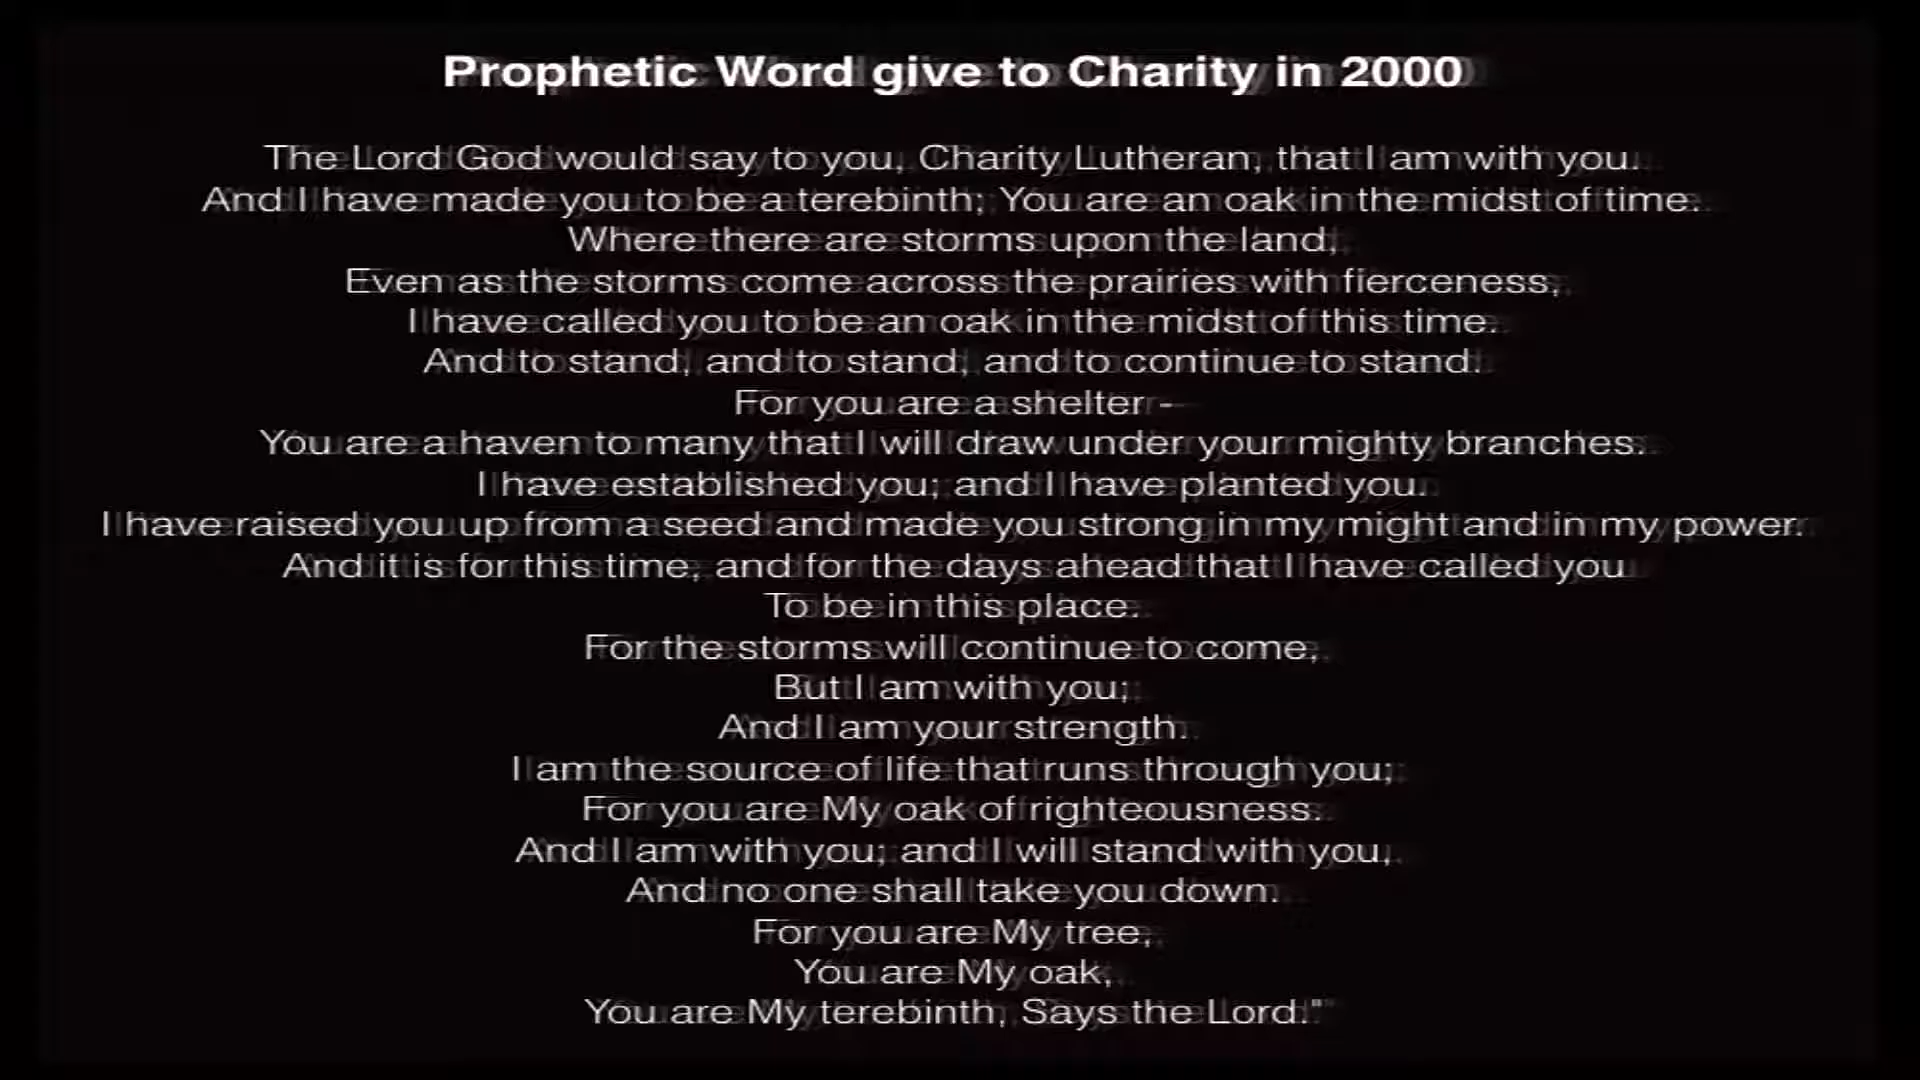 Prophetic Word give to Charity in 2000
The Lord God would say to you, Charity Lutheran, that I am with you.
And I have made you to be a terebinth; You are an oak in the midst of time.
Where there are storms upon the land,
Even as the storms come across the prairies with fierceness,
I have called you to be an oak in the midst of this time.
And to stand, and to stand, and to continue to stand.
For you are a shelter -
You are a haven to many that I will draw under your mighty branches.
I have established you; and I have planted you.
I have raised you up from a seed and made you strong in my might and in my power.
And it is for this time, and for the days ahead that I have called you
To be in this place.
For the storms will continue to come,
But I am with you;
And I am your strength.
I am the source of life that runs through you;
For you are My oak of righteousness.
And I am with you; and I will stand with you,
And no one shall take you down.
For you are My tree,
You are My oak,
You are My terebinth, Says the Lord."